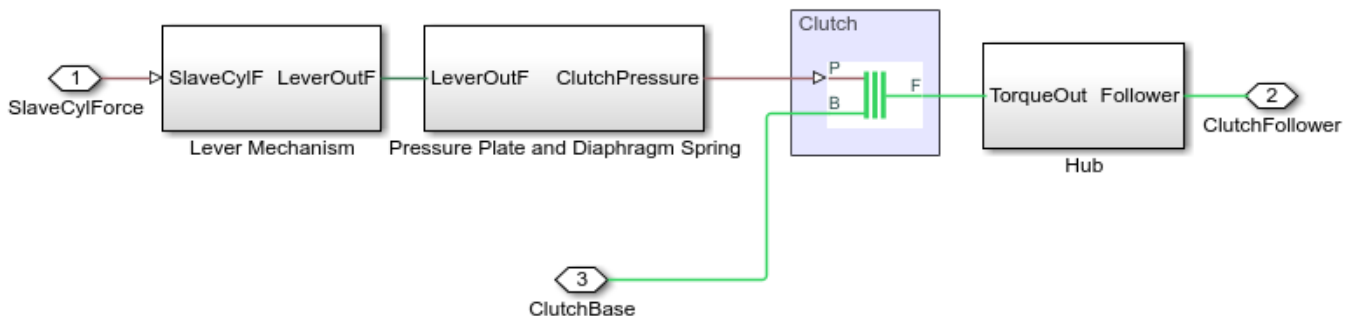 Clutch
1
SlaveCylForce
SlaveCylF LeverOutF
Lever Mechanism
LeverOutF ClutchPressure
Pressure Plate and Diaphragm Spring
P
B
F
TorqueOut Follower
Hub
2
ClutchFollower
3
ClutchBase